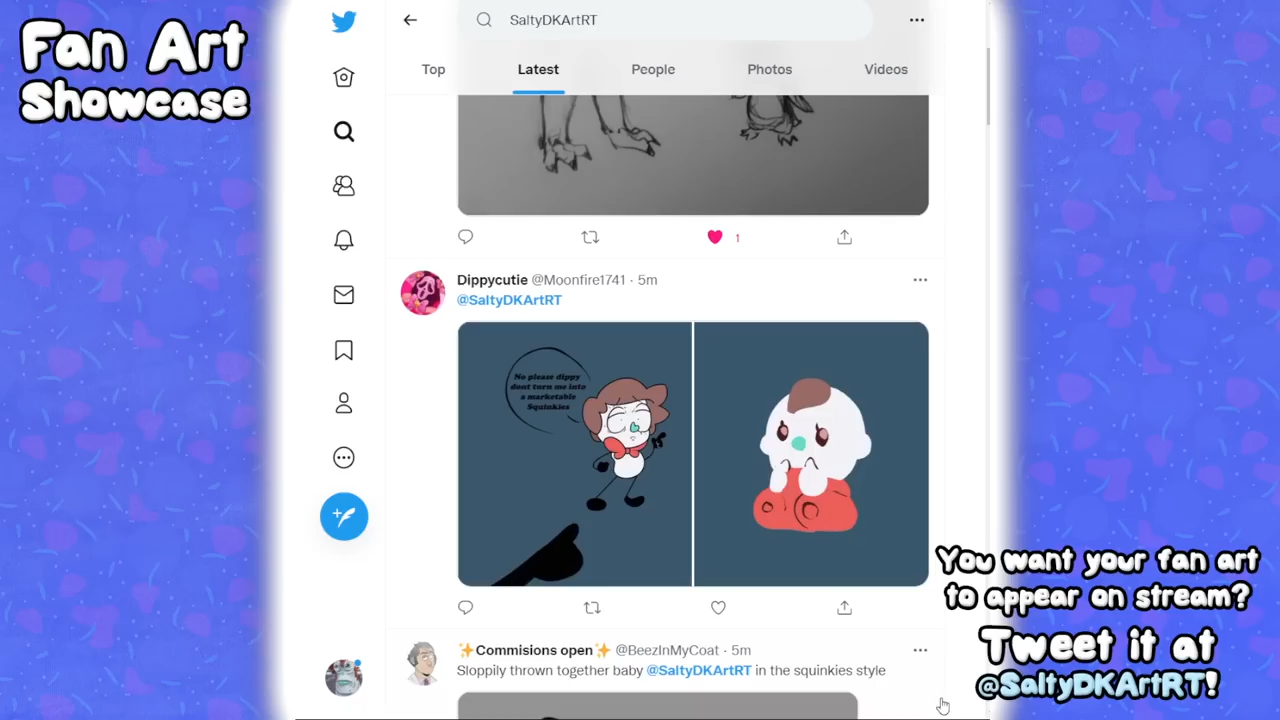 Fan Art
Showcase
SaltyDKArtRT
Top
Latest
People
Photos
Videos
1
Dippycutie @Moonfire1741 · 5m
@SaltyDKArtRT
No please dippy
dont turn me into
a marketable
Squinkies
✨Commisions open✨ @BeezInMyCoat · 5m
Sloppily thrown together baby @SaltyDKArtRT in the squinkies style
You want your fan art
to appear on stream?
Tweet it at
@SaltyDKArtRT!